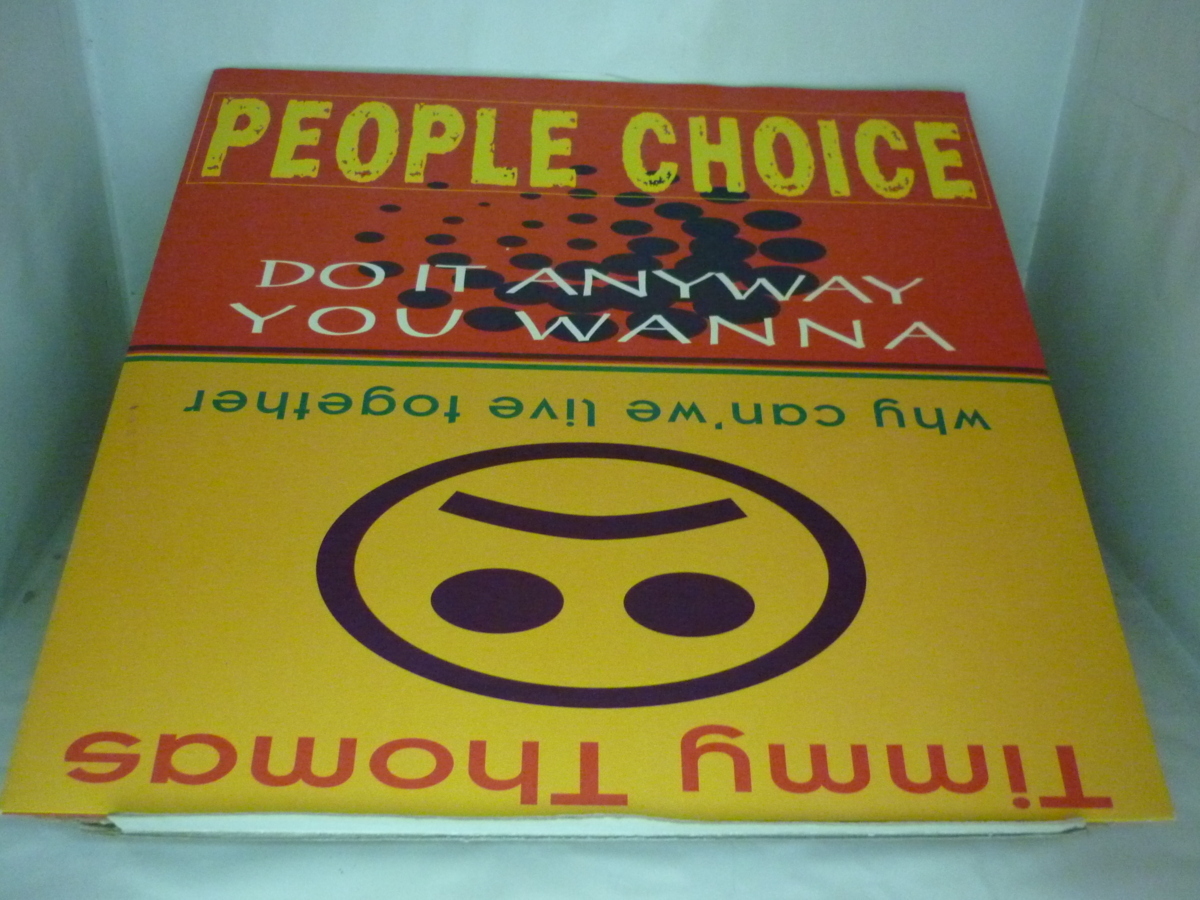 PEOPLE CHOICE
DO IT ANYWAY
YOU WANNA
why can'we live together
Timmy Thomas